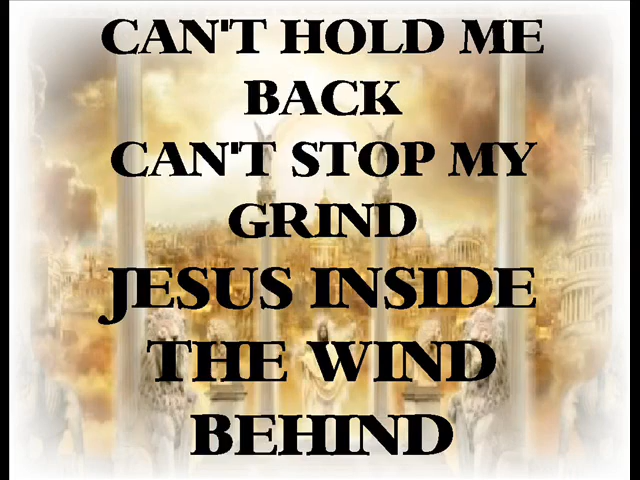 CAN'T HOLD ME
BACK
CAN'T STOP MY
GRIND
JESUS INSIDE
THE WIND
BEHIND